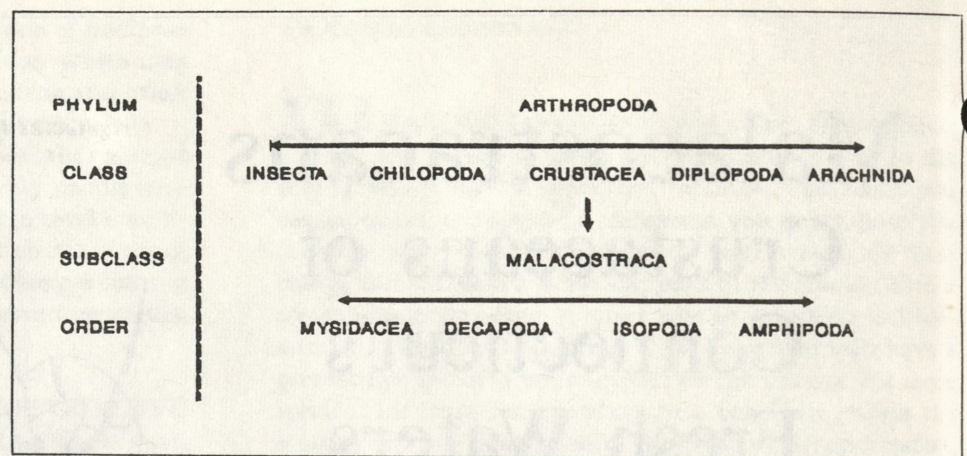 PHYLUM ARTHROPODA
CLASS INSECTA CHILOPODA CRUSTACEA DIPLOPODA ARACHNIDA
SUBCLASS MALACOSTRACA
ORDER MYSIDACEA DECAPODA ISOPODA AMPHIPODA